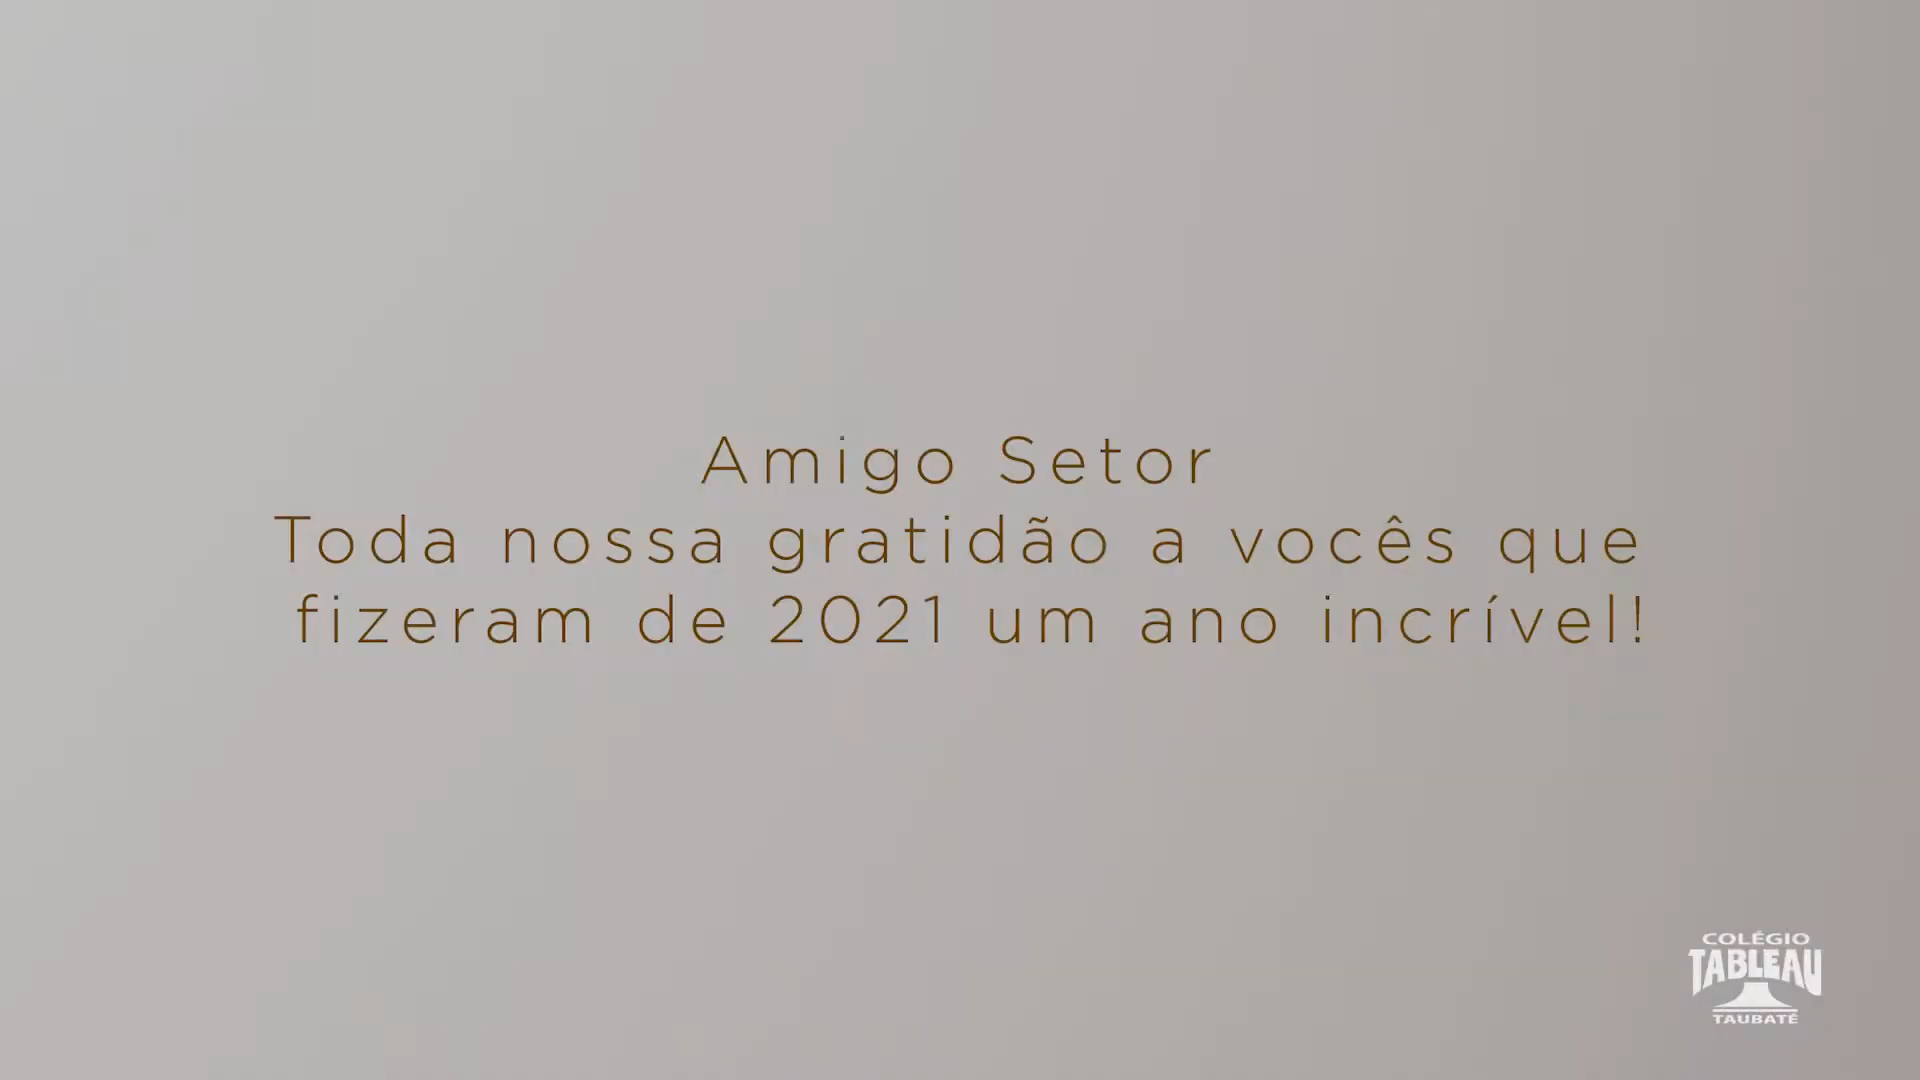 Amigo Setor
Toda nossa gratidão a vocês que
fizeram de 2021 um ano incrível!
COLÉGIO
TABLEAU
TAUBATÉ